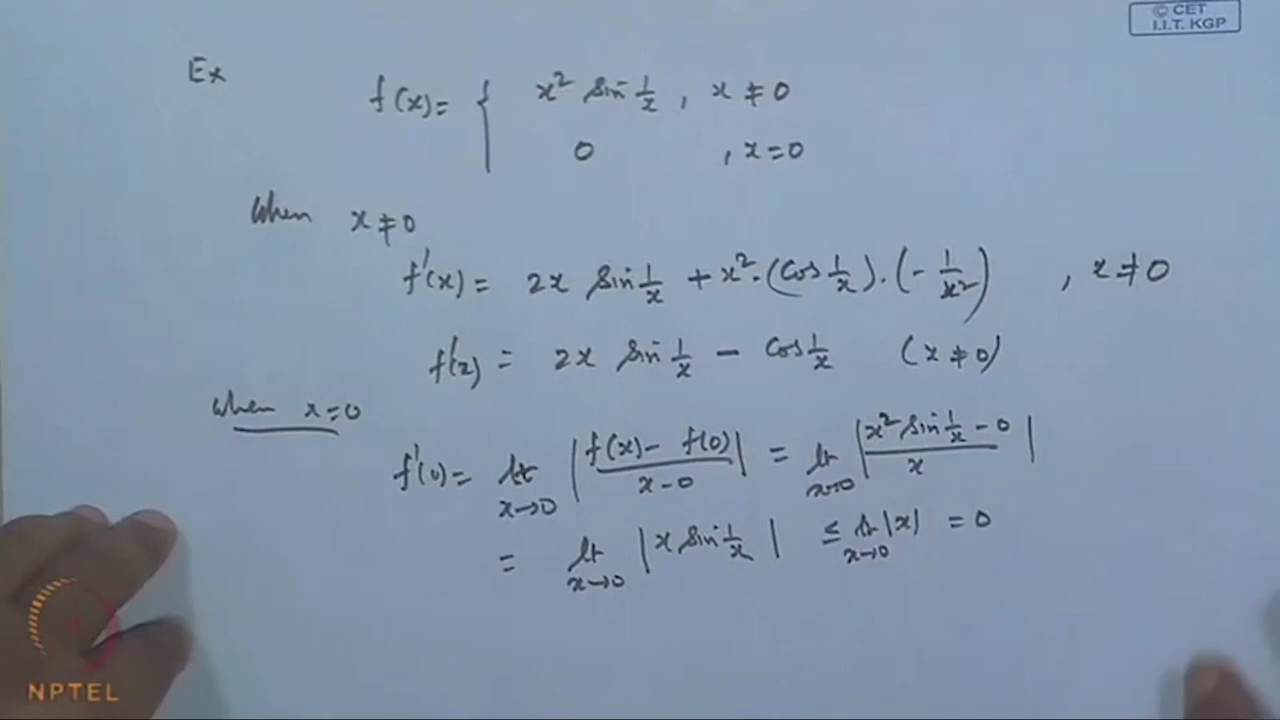 © CET
I.I.T. KGP
Ex
f(x) = { x² sin 1/x , x ≠ 0
0 , x = 0
When x ≠ 0
f'(x) = 2x sin 1/x + x² · (cos 1/x) · (- 1/x²) , x ≠ 0
f'(x) = 2x sin 1/x - cos 1/x (x ≠ 0)
When x = 0
f'(0) = lt x→0 | f(x) - f(0) / x - 0 | = lt x→0 | x² sin 1/x - 0 / x |
= lt x→0 | x sin 1/x | ≤ lt x→0 |x| = 0
NPTEL